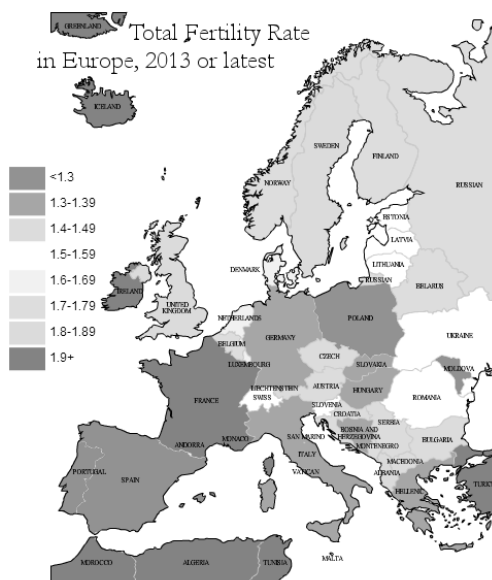 GREENLAND
Total Fertility Rate
in Europe, 2013 or latest
ICELAND
SWEDEN
FINLAND
NORWAY
RUSSIAN
<1.3
1.3-1.39
1.4-1.49
1.5-1.59
1.6-1.69
1.7-1.79
1.8-1.89
1.9+
ESTONIA
LATVIA
DENMARK
LITHUANIA
RUSSIAN
BELARUS
IRELAND
UNITED
KINGDOM
NETHERLANDS
POLAND
BELGIUM
GERMANY
UKRAINE
LUXEMBOURG
CZECH
SLOVAKIA
MOLDOVA
LIECHTENSTEIN
AUSTRIA
HUNGARY
FRANCE
SWISS
SLOVENIA
ROMANIA
CROATIA
SERBIA
BOSNIA AND
HERZEGOVINA
ANDORRA
MONACO
SAN MARINO
MONTENEGRO
BULGARIA
ITALY
MACEDONIA
PORTUGAL
SPAIN
VATICAN
ALBANIA
HELLENIC
MOROCCO
ALGERIA
TUNISIA
MALTA